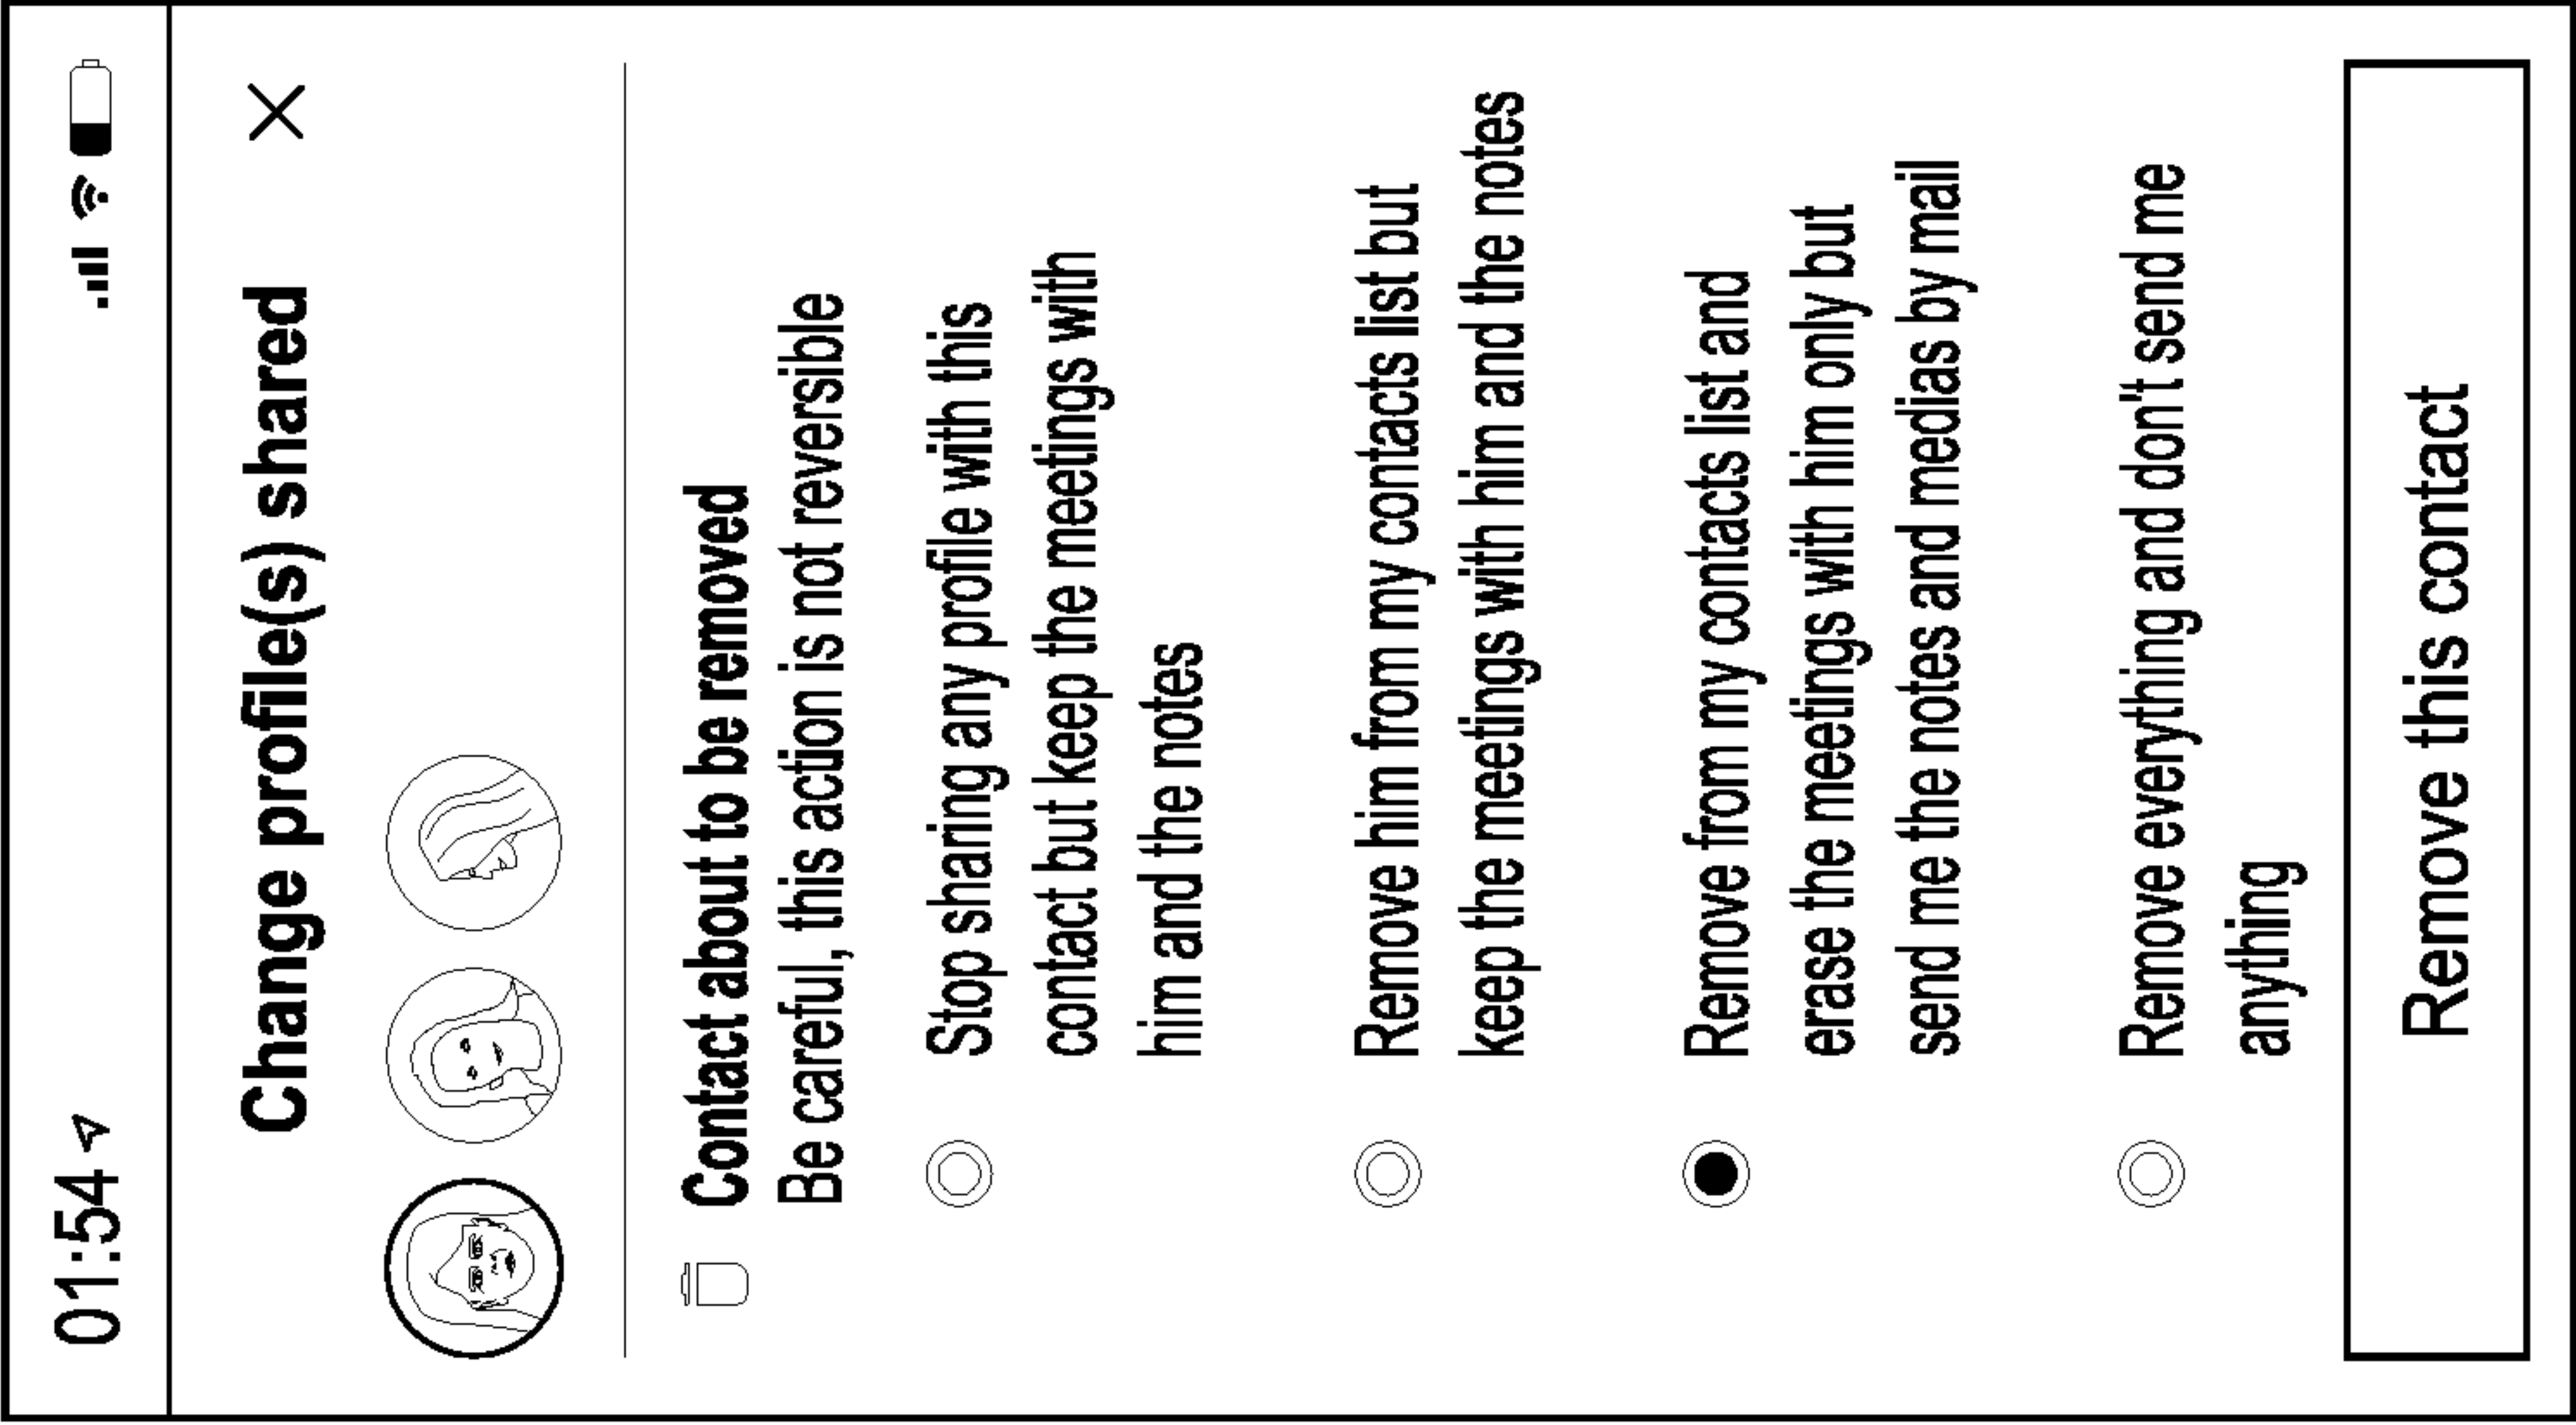 01:54
Change profile(s) shared
Contact about to be removed
Be careful, this action is not reversible
Stop sharing any profile with this
contact but keep the meetings with
him and the notes
Remove him from my contacts list but
keep the meetings with him and the notes
Remove from my contacts list and
erase the meetings with him only but
send me the notes and medias by mail
Remove everything and don't send me
anything
Remove this contact